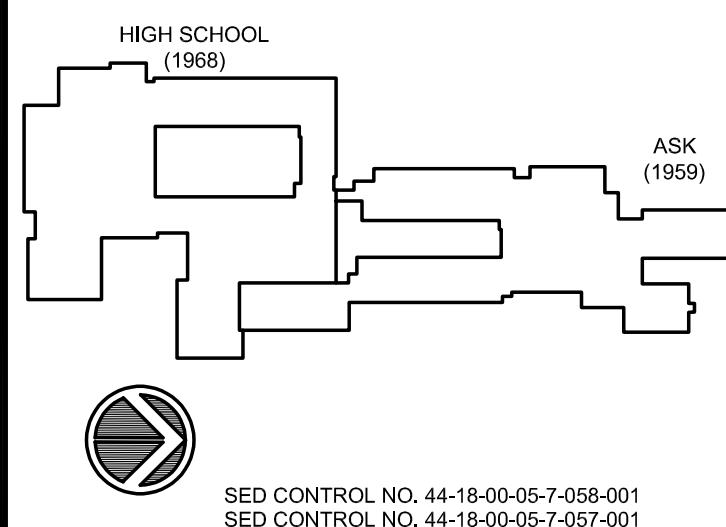 HIGH SCHOOL
(1968)
ASK
(1959)
SED CONTROL NO. 44-18-00-05-7-058-001
SED CONTROL NO. 44-18-00-05-7-057-001